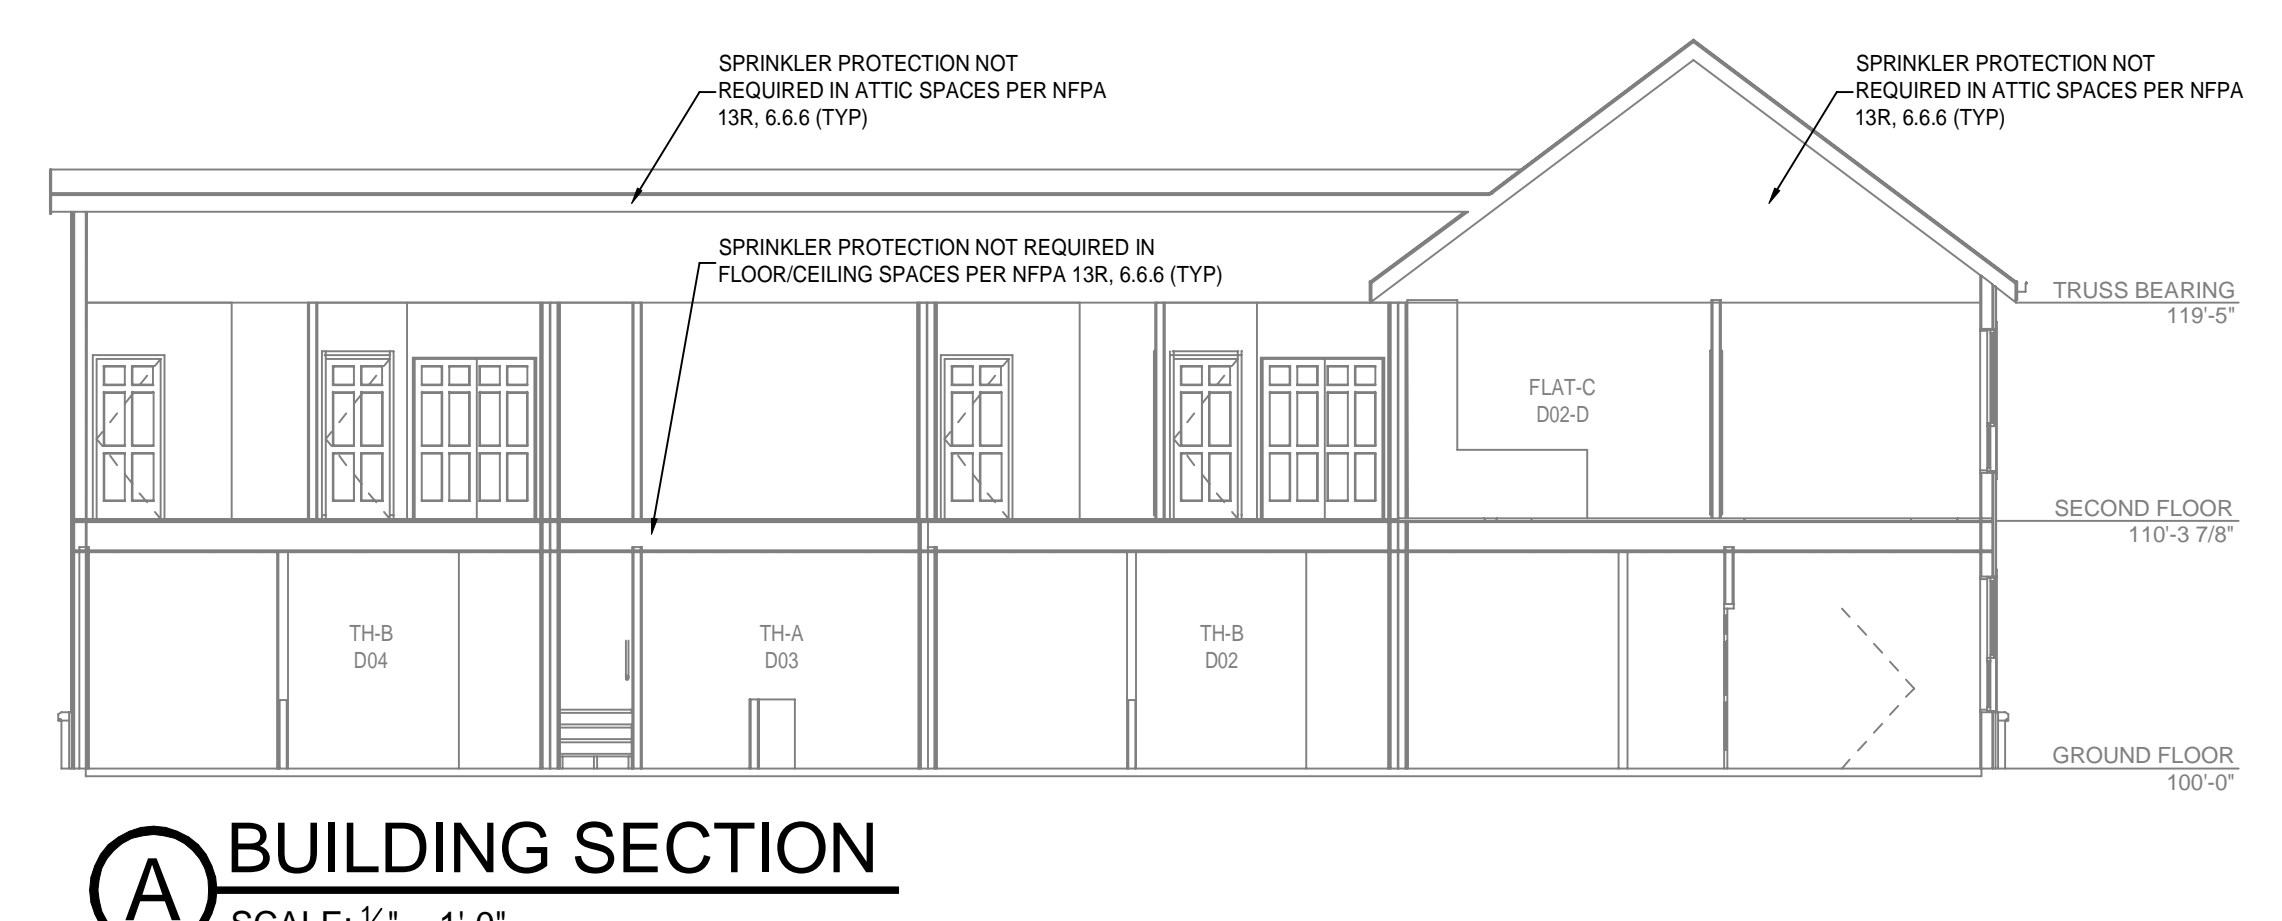 SPRINKLER PROTECTION NOT
REQUIRED IN ATTIC SPACES PER NFPA
13R, 6.6.6 (TYP)
SPRINKLER PROTECTION NOT
REQUIRED IN ATTIC SPACES PER NFPA
13R, 6.6.6 (TYP)
SPRINKLER PROTECTION NOT REQUIRED IN
FLOOR/CEILING SPACES PER NFPA 13R, 6.6.6 (TYP)
TRUSS BEARING
119'-5"
FLAT-C
D02-D
SECOND FLOOR
110'-3 7/8"
TH-B
D04
TH-A
D03
TH-B
D02
GROUND FLOOR
100'-0"
A
BUILDING SECTION
SCALE: 1'-0"